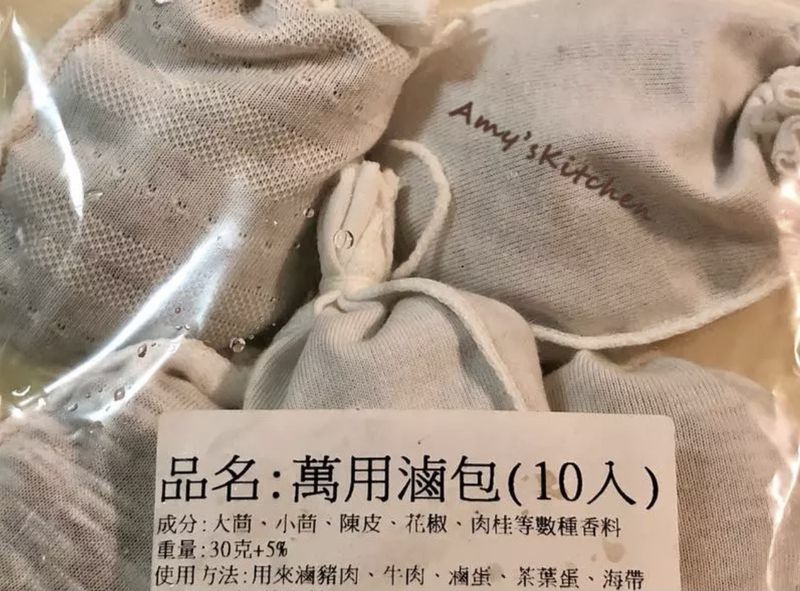 Amy'sKitchen
品名:萬用滷包(10入)
成分:大茴、小茴、陳皮、花椒、肉桂等數種香料
重量:30克+5%
使用方法:用來滷豬肉、牛肉、滷蛋、茶葉蛋、海帶